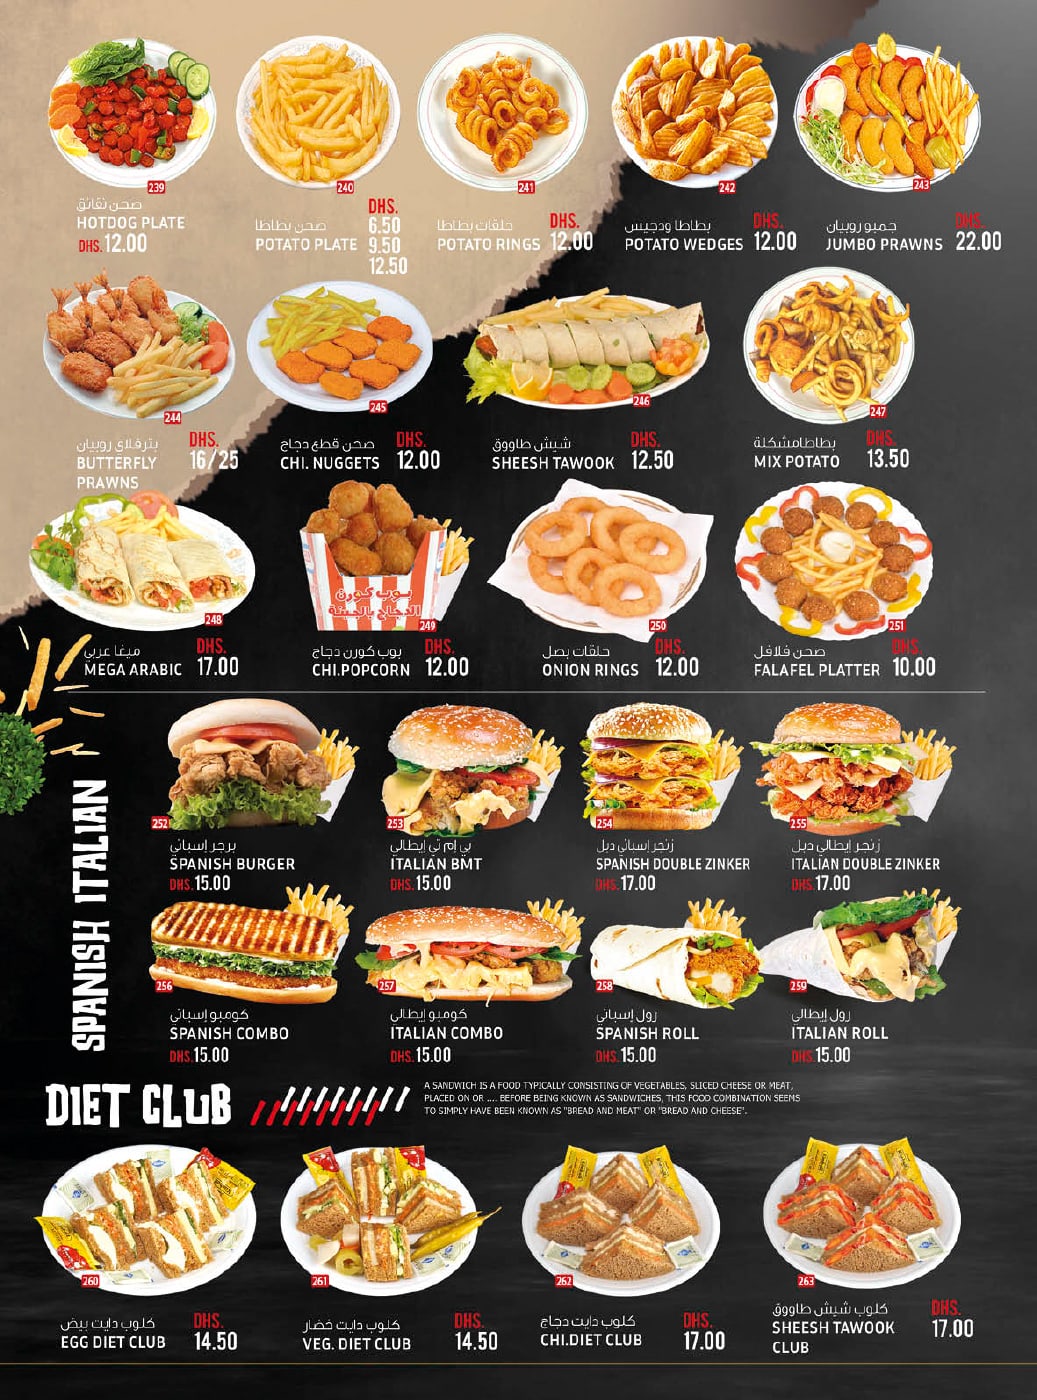 239
صحن نقانق
HOTDOG PLATE
DHS. 12.00
240
صحن بطاطا
POTATO PLATE
DHS.
6.50
9.50
12.50
241
حلقات بطاطا
POTATO RINGS
DHS.
12.00
242
بطاطا ودجيس
POTATO WEDGES
DHS.
12.00
243
جمبو روبيان
JUMBO PRAWNS
DHS.
22.00
244
بترفلاي روبيان
BUTTERFLY
PRAWNS
DHS.
16/25
245
صحن قطع دجاج
CHI. NUGGETS
DHS.
12.00
246
شيش طاووق
SHEESH TAWOOK
DHS.
12.50
247
بطاطامشكلة
MIX POTATO
DHS.
13.50
248
ميغا عربي
MEGA ARABIC
DHS.
17.00
بوب كورن
الدجاج بالجبنة
249
بوب كورن دجاج
CHI.POPCORN
DHS.
12.00
250
حلقات بصل
ONION RINGS
DHS.
12.00
251
صحن فلافل
FALAFEL PLATTER
DHS.
10.00
SPANISH ITALIAN
252
برجر إسباني
SPANISH BURGER
DHS. 15.00
253
بي إم تي إيطالي
ITALIAN BMT
DHS. 15.00
254
زنجر إسباني دبل
SPANISH DOUBLE ZINKER
DHS. 17.00
255
زنجر إيطالي دبل
ITALIAN DOUBLE ZINKER
DHS. 17.00
256
كومبو إسباني
SPANISH COMBO
DHS. 15.00
257
كومبو إيطالي
ITALIAN COMBO
DHS. 15.00
258
رول إسباني
SPANISH ROLL
DHS. 15.00
259
رول إيطالي
ITALIAN ROLL
DHS. 15.00
DIET CLUB
A SANDWICH IS A FOOD TYPICALLY CONSISTING OF VEGETABLES, SLICED CHEESE OR MEAT,
PLACED ON OR .... BEFORE BEING KNOWN AS SANDWICHES, THIS FOOD COMBINATION SEEMS
TO SIMPLY HAVE BEEN KNOWN AS "BREAD AND MEAT" OR "BREAD AND CHEESE".
260
كلوب دايت بيض
EGG DIET CLUB
DHS.
14.50
261
كلوب دايت خضار
VEG. DIET CLUB
DHS.
14.50
262
كلوب دايت دجاج
CHI.DIET CLUB
DHS.
17.00
263
كلوب شيش طاووق
SHEESH TAWOOK
CLUB
DHS.
17.00